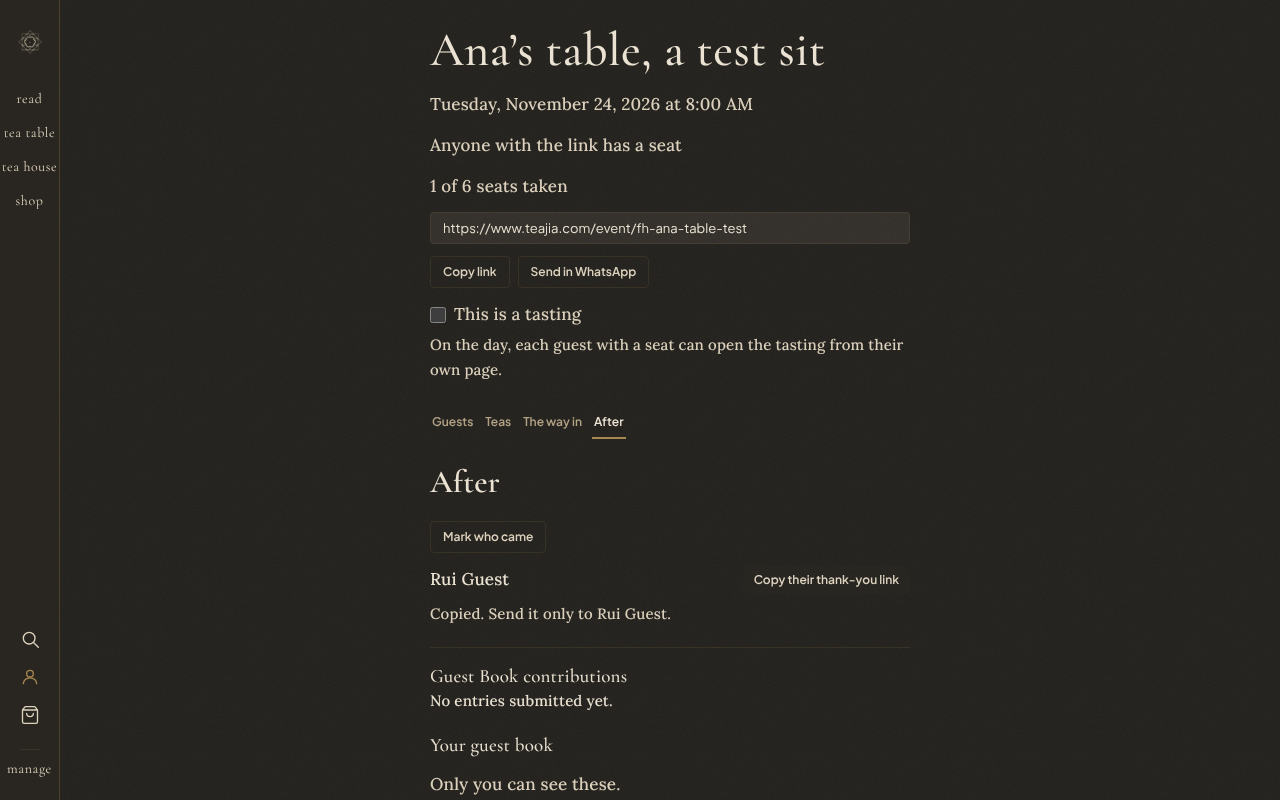 read
tea table
tea house
shop
manage
Ana’s table, a test sit
Tuesday, November 24, 2026 at 8:00 AM
Anyone with the link has a seat
1 of 6 seats taken
https://www.teajia.com/event/fh-ana-table-test
Copy link
Send in WhatsApp
This is a tasting
On the day, each guest with a seat can open the tasting from their
own page.
Guests
Teas
The way in
After
After
Mark who came
Rui Guest
Copy their thank-you link
Copied. Send it only to Rui Guest.
Guest Book contributions
No entries submitted yet.
Your guest book
Only you can see these.